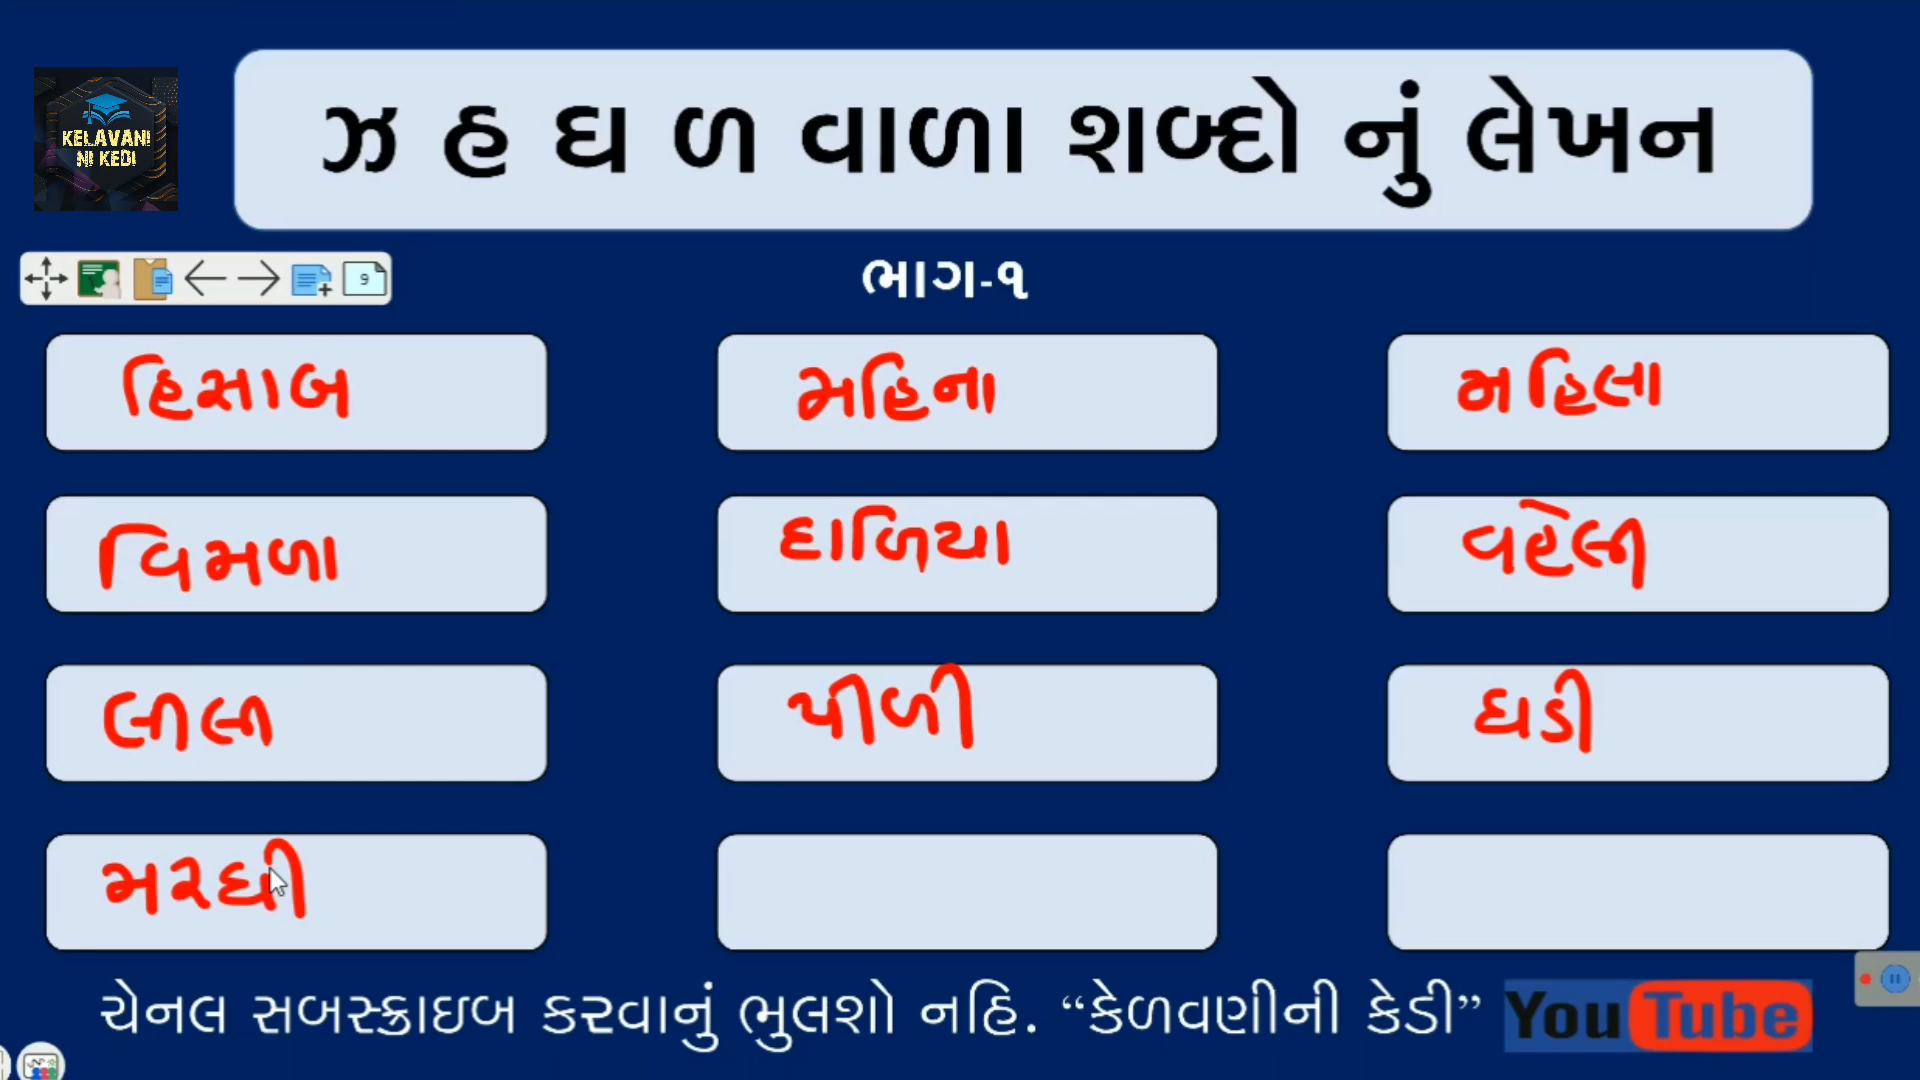 KELAVANI
NI KEDI
ઝ હ ઘ ળ વાળા શબ્દો નું લેખન
9
ભાગ-૧
હિસાબ
મહિના
મહિલા
વિમળા
દાળિયા
વહેલી
લીલી
પીળી
ઘડી
મરઘી
ચેનલ સબસ્ક્રાઇબ કરવાનું ભુલશો નહિ. “કેળવણીની કેડી” YouTube